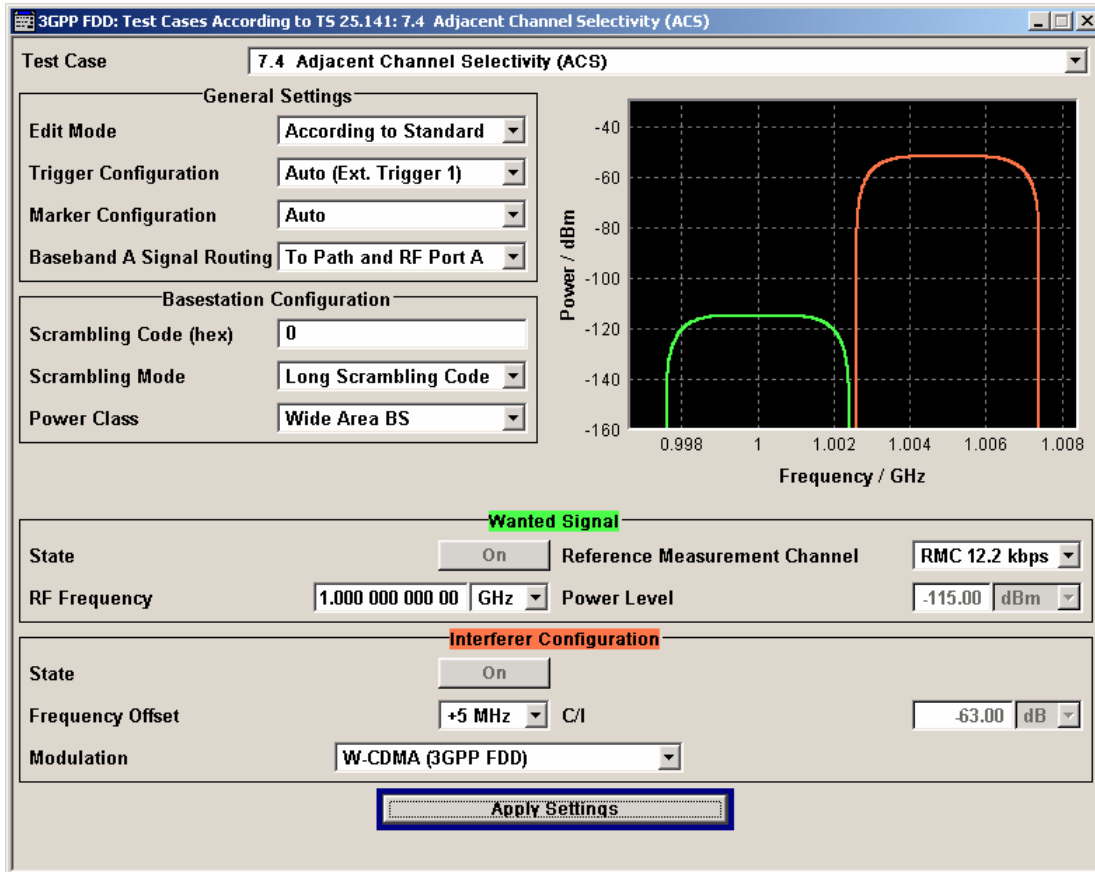 3GPP FDD: Test Cases According to TS 25.141: 7.4 Adjacent Channel Selectivity (ACS)
Test Case 7.4 Adjacent Channel Selectivity (ACS)
General Settings
Edit Mode According to Standard
Trigger Configuration Auto (Ext. Trigger 1)
Marker Configuration Auto
Baseband A Signal Routing To Path and RF Port A
Basestation Configuration
Scrambling Code (hex) 0
Scrambling Mode Long Scrambling Code
Power Class Wide Area BS
Power / dBm
-40
-60
-80
-100
-120
-140
-160
0.998 1 1.002 1.004 1.006 1.008
Frequency / GHz
Wanted Signal
State On Reference Measurement Channel RMC 12.2 kbps
RF Frequency 1.000 000 000 00 GHz Power Level -115.00 dBm
Interferer Configuration
State On
Frequency Offset +5 MHz C/I -63.00 dB
Modulation W-CDMA (3GPP FDD)
Apply Settings